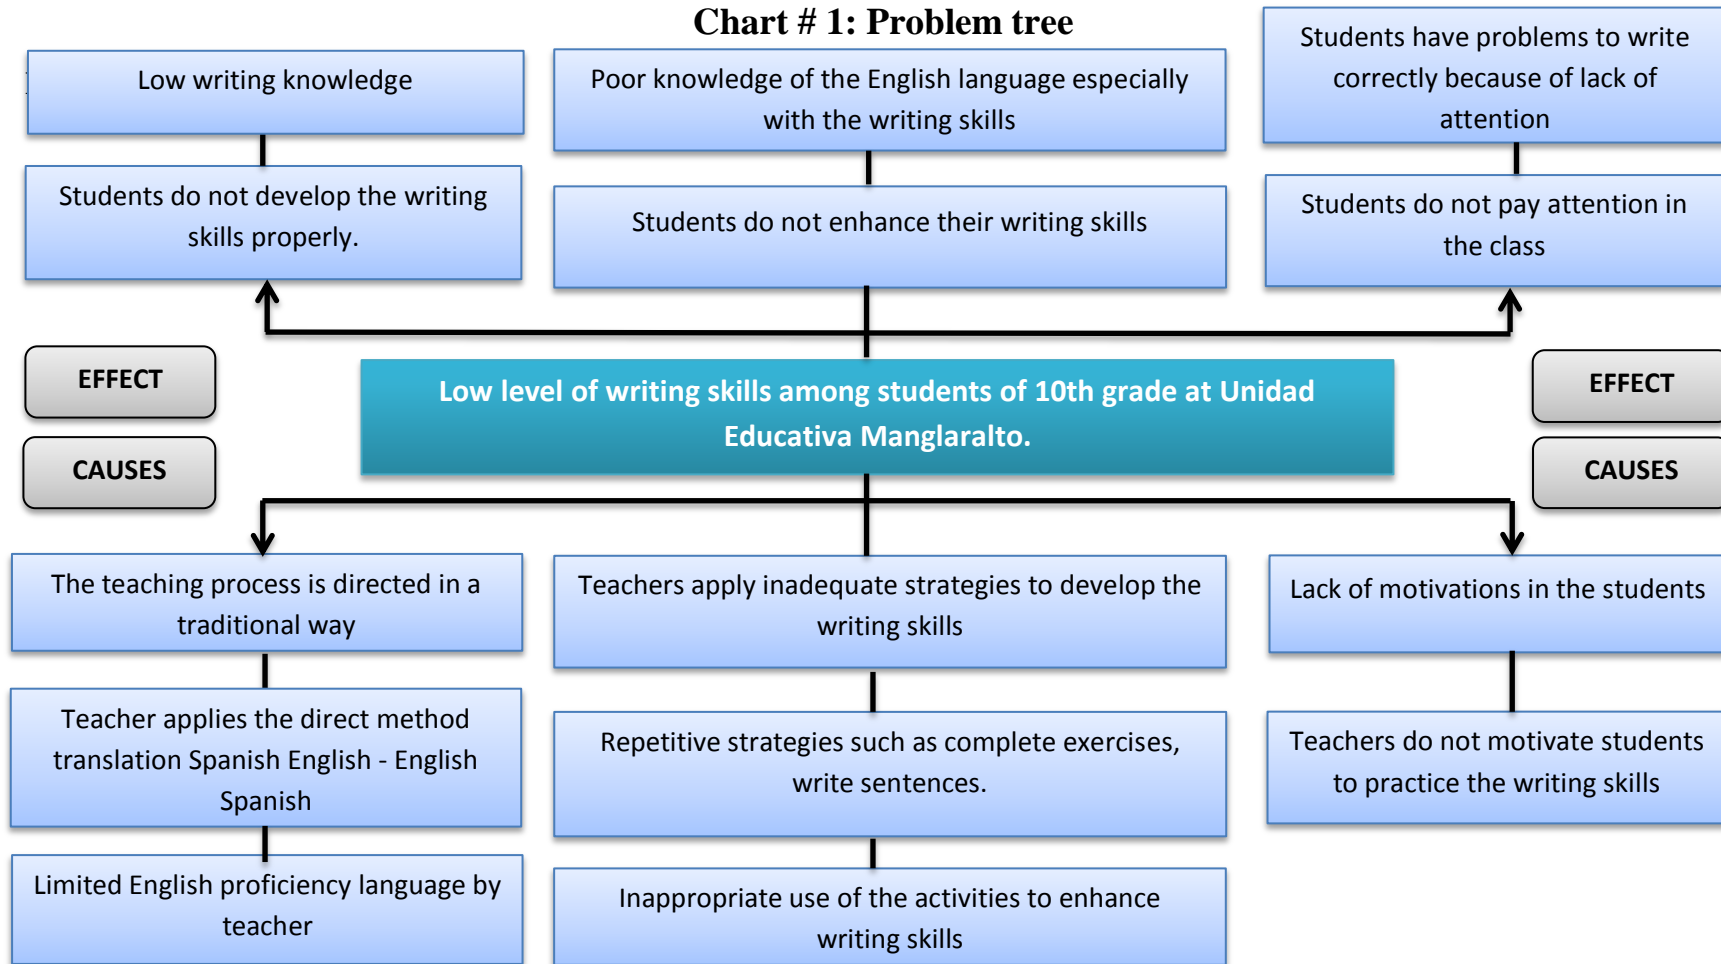 Chart # 1: Problem tree
Low writing knowledge
Poor knowledge of the English language especially
with the writing skills
Students have problems to write
correctly because of lack of
attention
Students do not develop the writing
skills properly.
Students do not enhance their writing skills
Students do not pay attention in
the class
EFFECT
EFFECT
Low level of writing skills among students of 10th grade at Unidad
Educativa Manglaralto.
CAUSES
CAUSES
The teaching process is directed in a
traditional way
Teachers apply inadequate strategies to develop the
writing skills
Lack of motivations in the students
Teacher applies the direct method
translation Spanish English - English
Spanish
Repetitive strategies such as complete exercises,
write sentences.
Teachers do not motivate students
to practice the writing skills
Limited English proficiency language by
teacher
Inappropriate use of the activities to enhance
writing skills